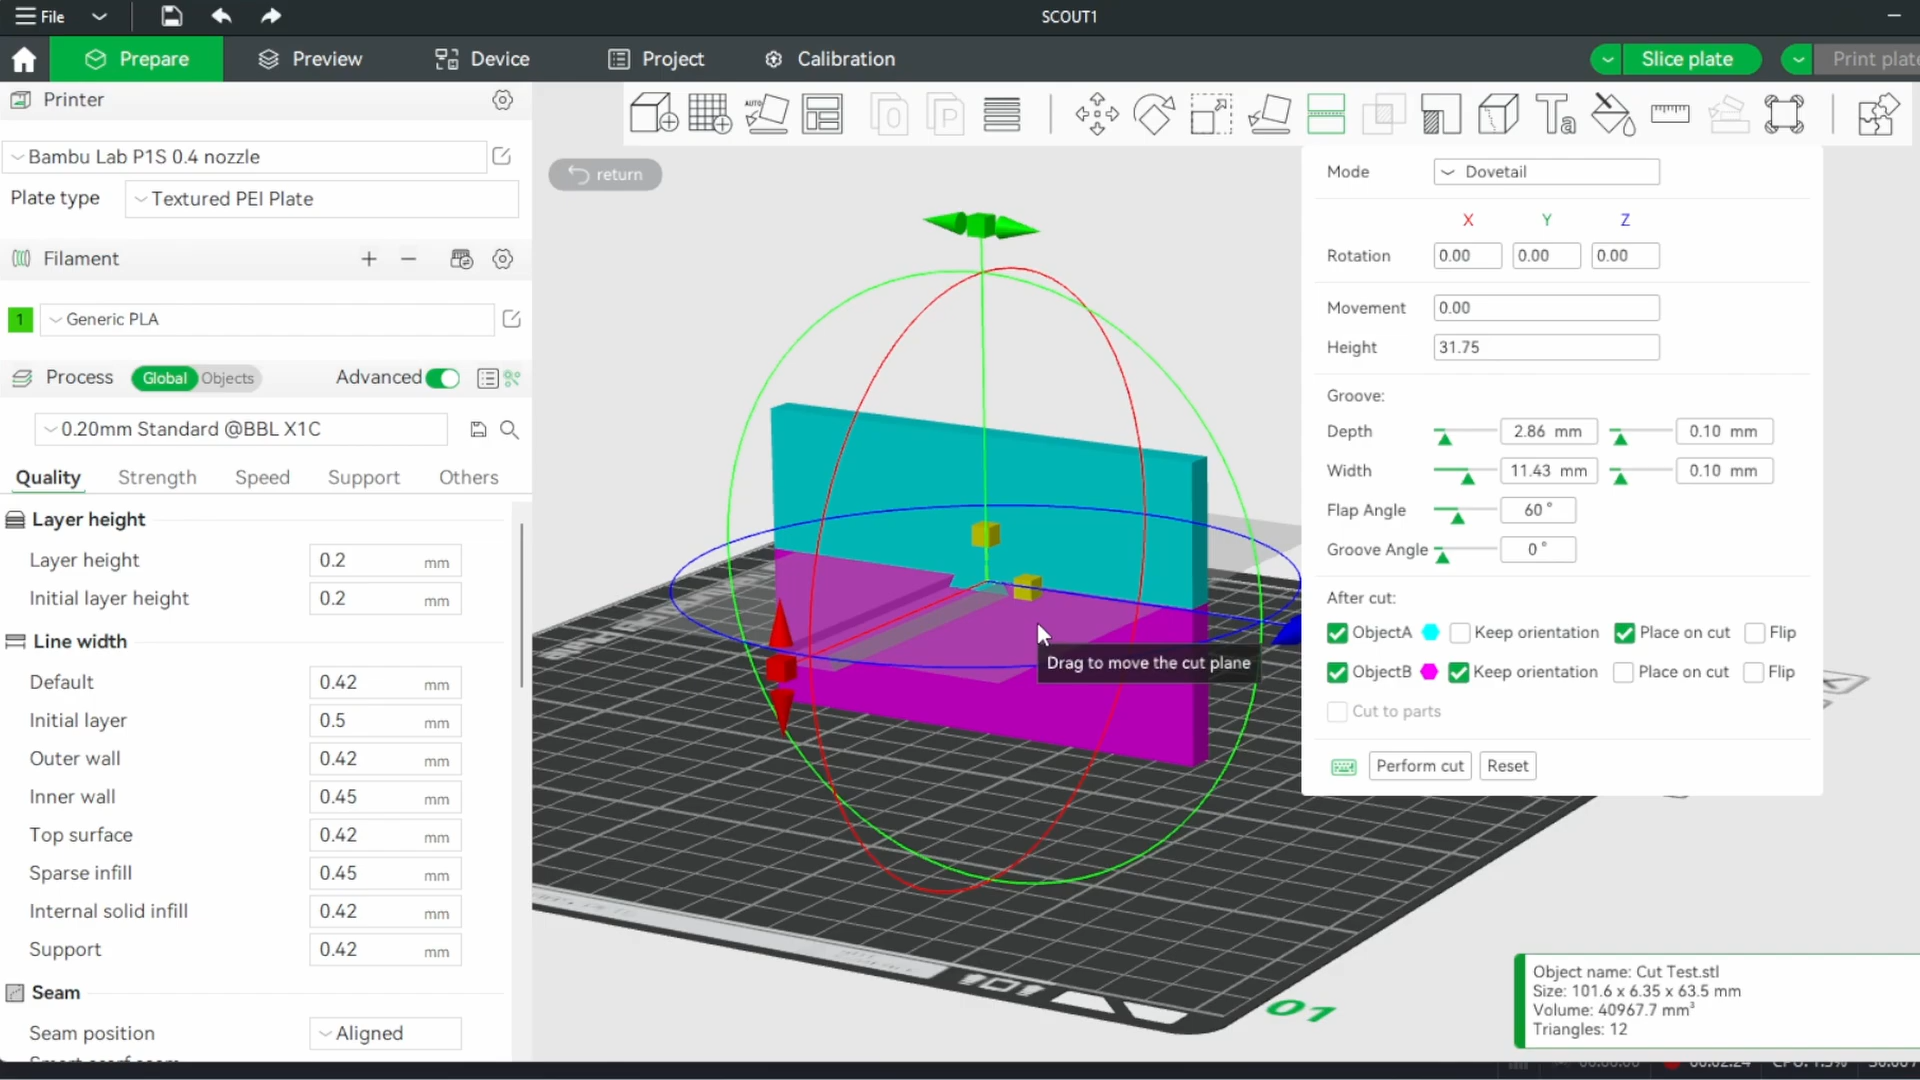 File
SCOUT1
Prepare
Preview
Device
Project
Calibration
Slice plate
Print plate
Printer
Bambu Lab P1S 0.4 nozzle
Plate type
Textured PEI Plate
Filament
1
Generic PLA
Process
Global
Objects
Advanced
0.20mm Standard @BBL X1C
Quality
Strength
Speed
Support
Others
Layer height
Layer height 0.2 mm
Initial layer height 0.2 mm
Line width
Default 0.42 mm
Initial layer 0.5 mm
Outer wall 0.42 mm
Inner wall 0.45 mm
Top surface 0.42 mm
Sparse infill 0.45 mm
Internal solid infill 0.42 mm
Support 0.42 mm
Seam
Seam position Aligned
AUTO
return
Drag to move the cut plane
01
Mode Dovetail
X Y Z
Rotation 0.00 0.00 0.00
Movement 0.00
Height 31.75
Groove:
Depth 2.86 mm 0.10 mm
Width 11.43 mm 0.10 mm
Flap Angle 60 °
Groove Angle 0 °
After cut:
ObjectA Keep orientation Place on cut Flip
ObjectB Keep orientation Place on cut Flip
Cut to parts
Perform cut Reset
Object name: Cut Test.stl
Size: 101.6 x 6.35 x 63.5 mm
Volume: 40967.7 mm³
Triangles: 12